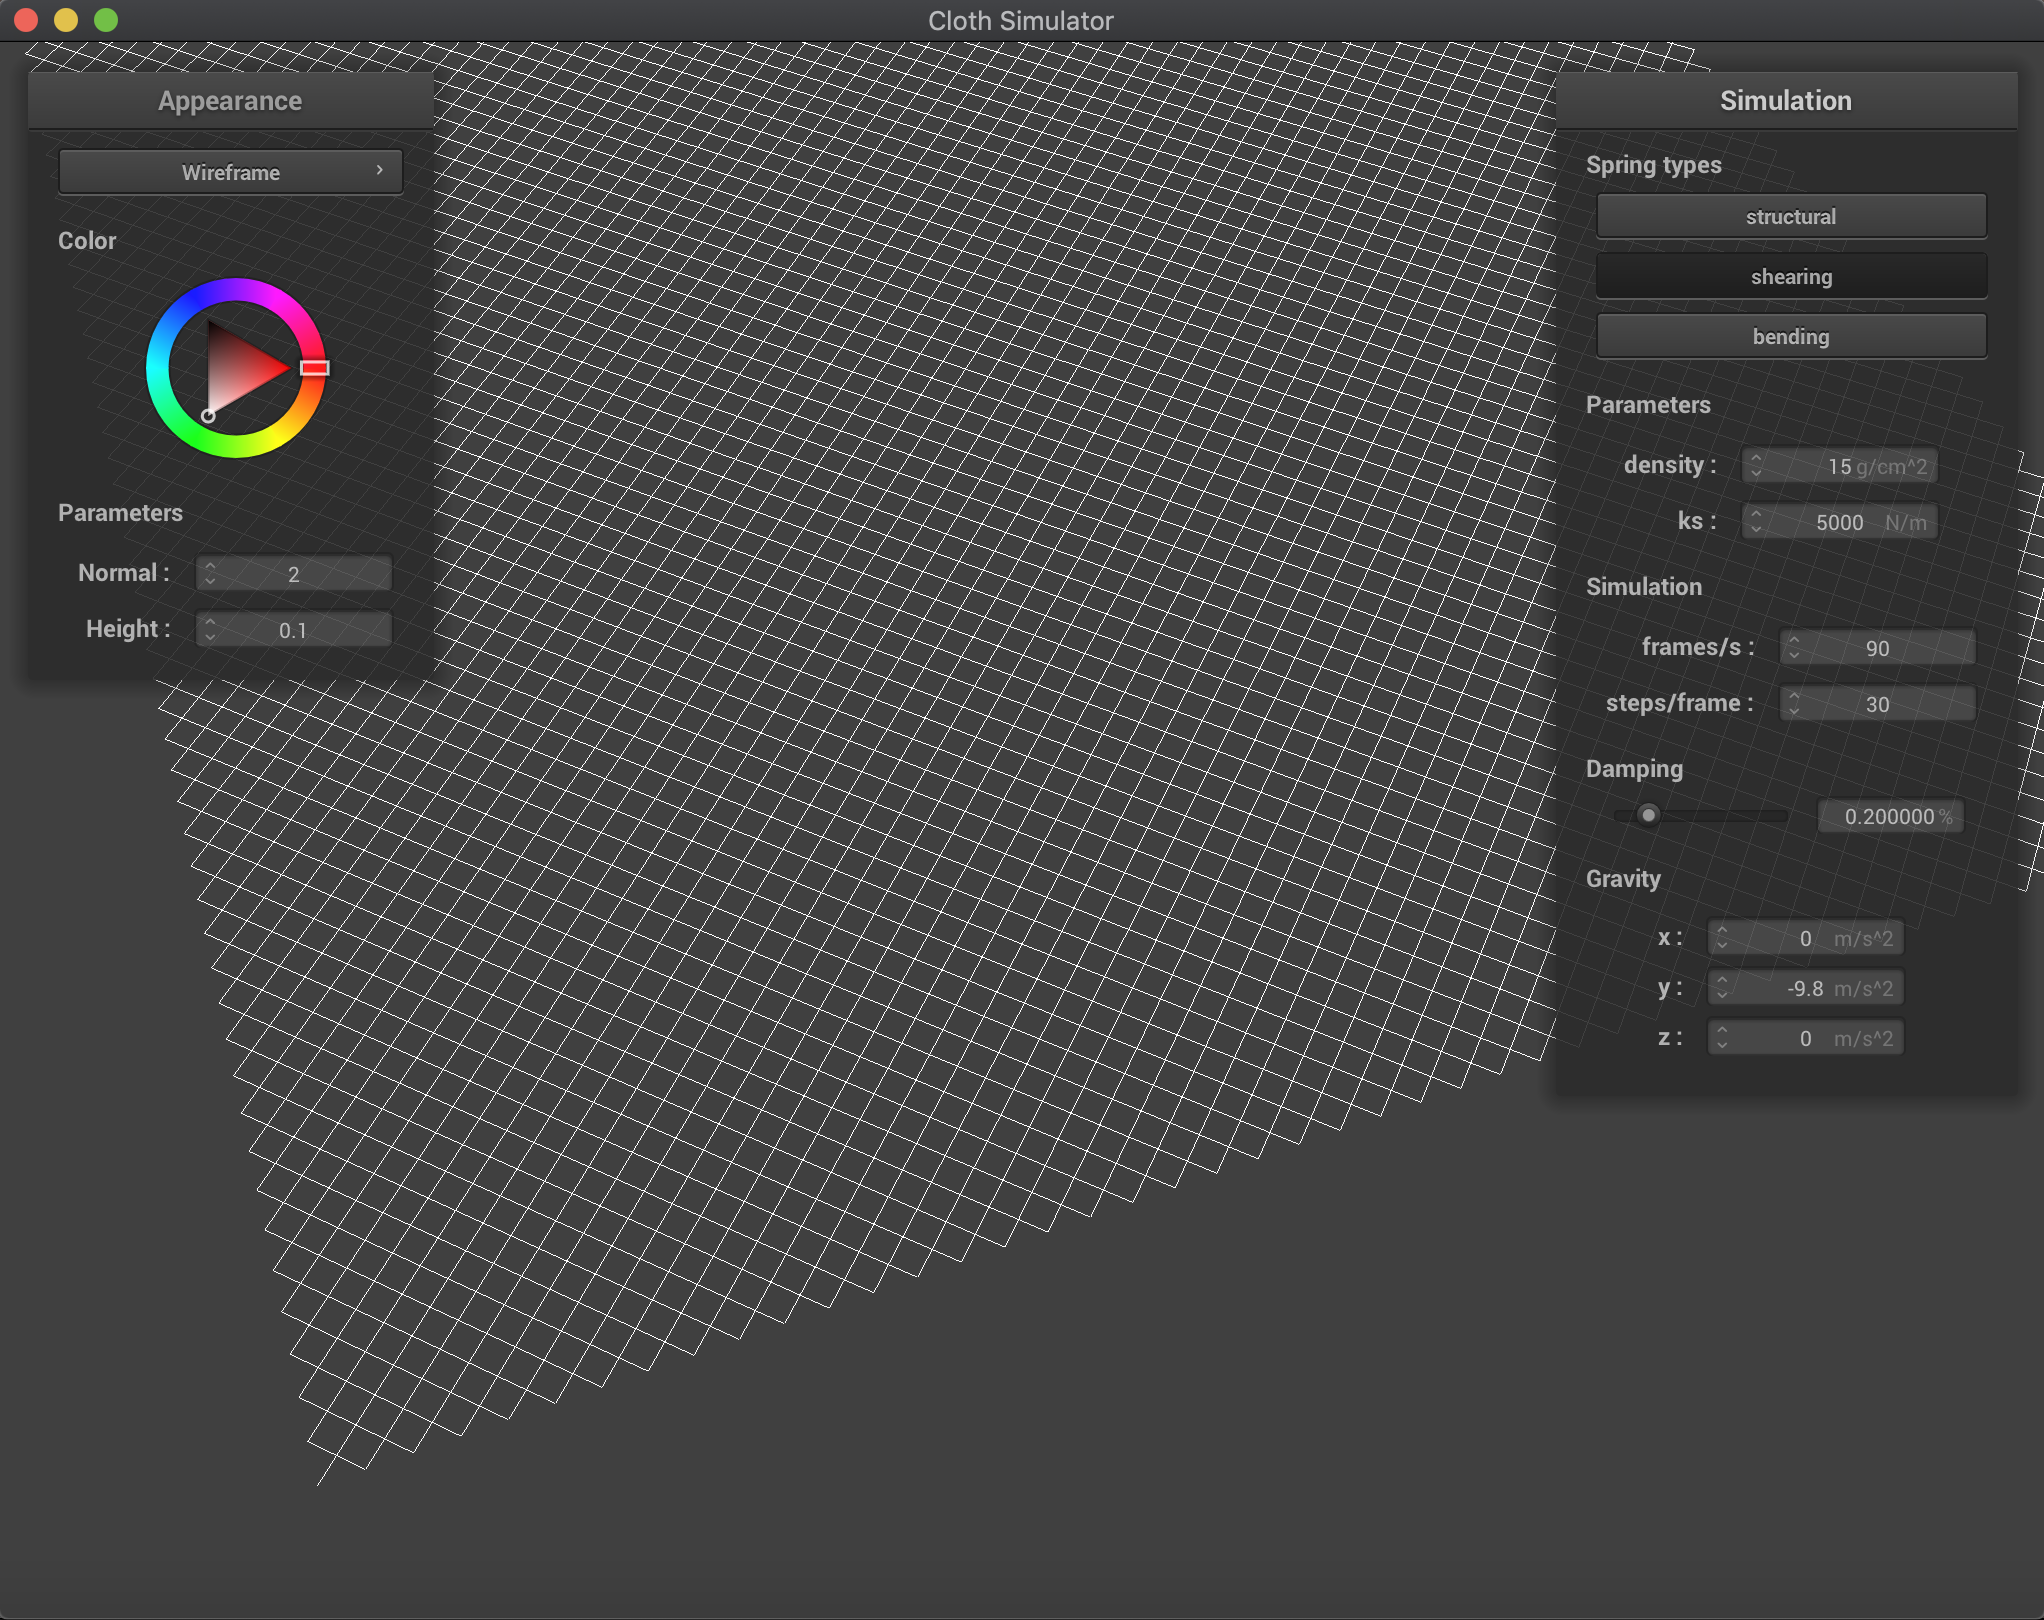 Cloth Simulator
Appearance
Wireframe
Color
Parameters
Normal : 2
Height : 0.1
Simulation
Spring types
structural
shearing
bending
Parameters
density : 15 g/cm^2
ks : 5000 N/m
Simulation
frames/s : 90
steps/frame : 30
Damping
0.200000 %
Gravity
x : 0 m/s^2
y : -9.8 m/s^2
z : 0 m/s^2